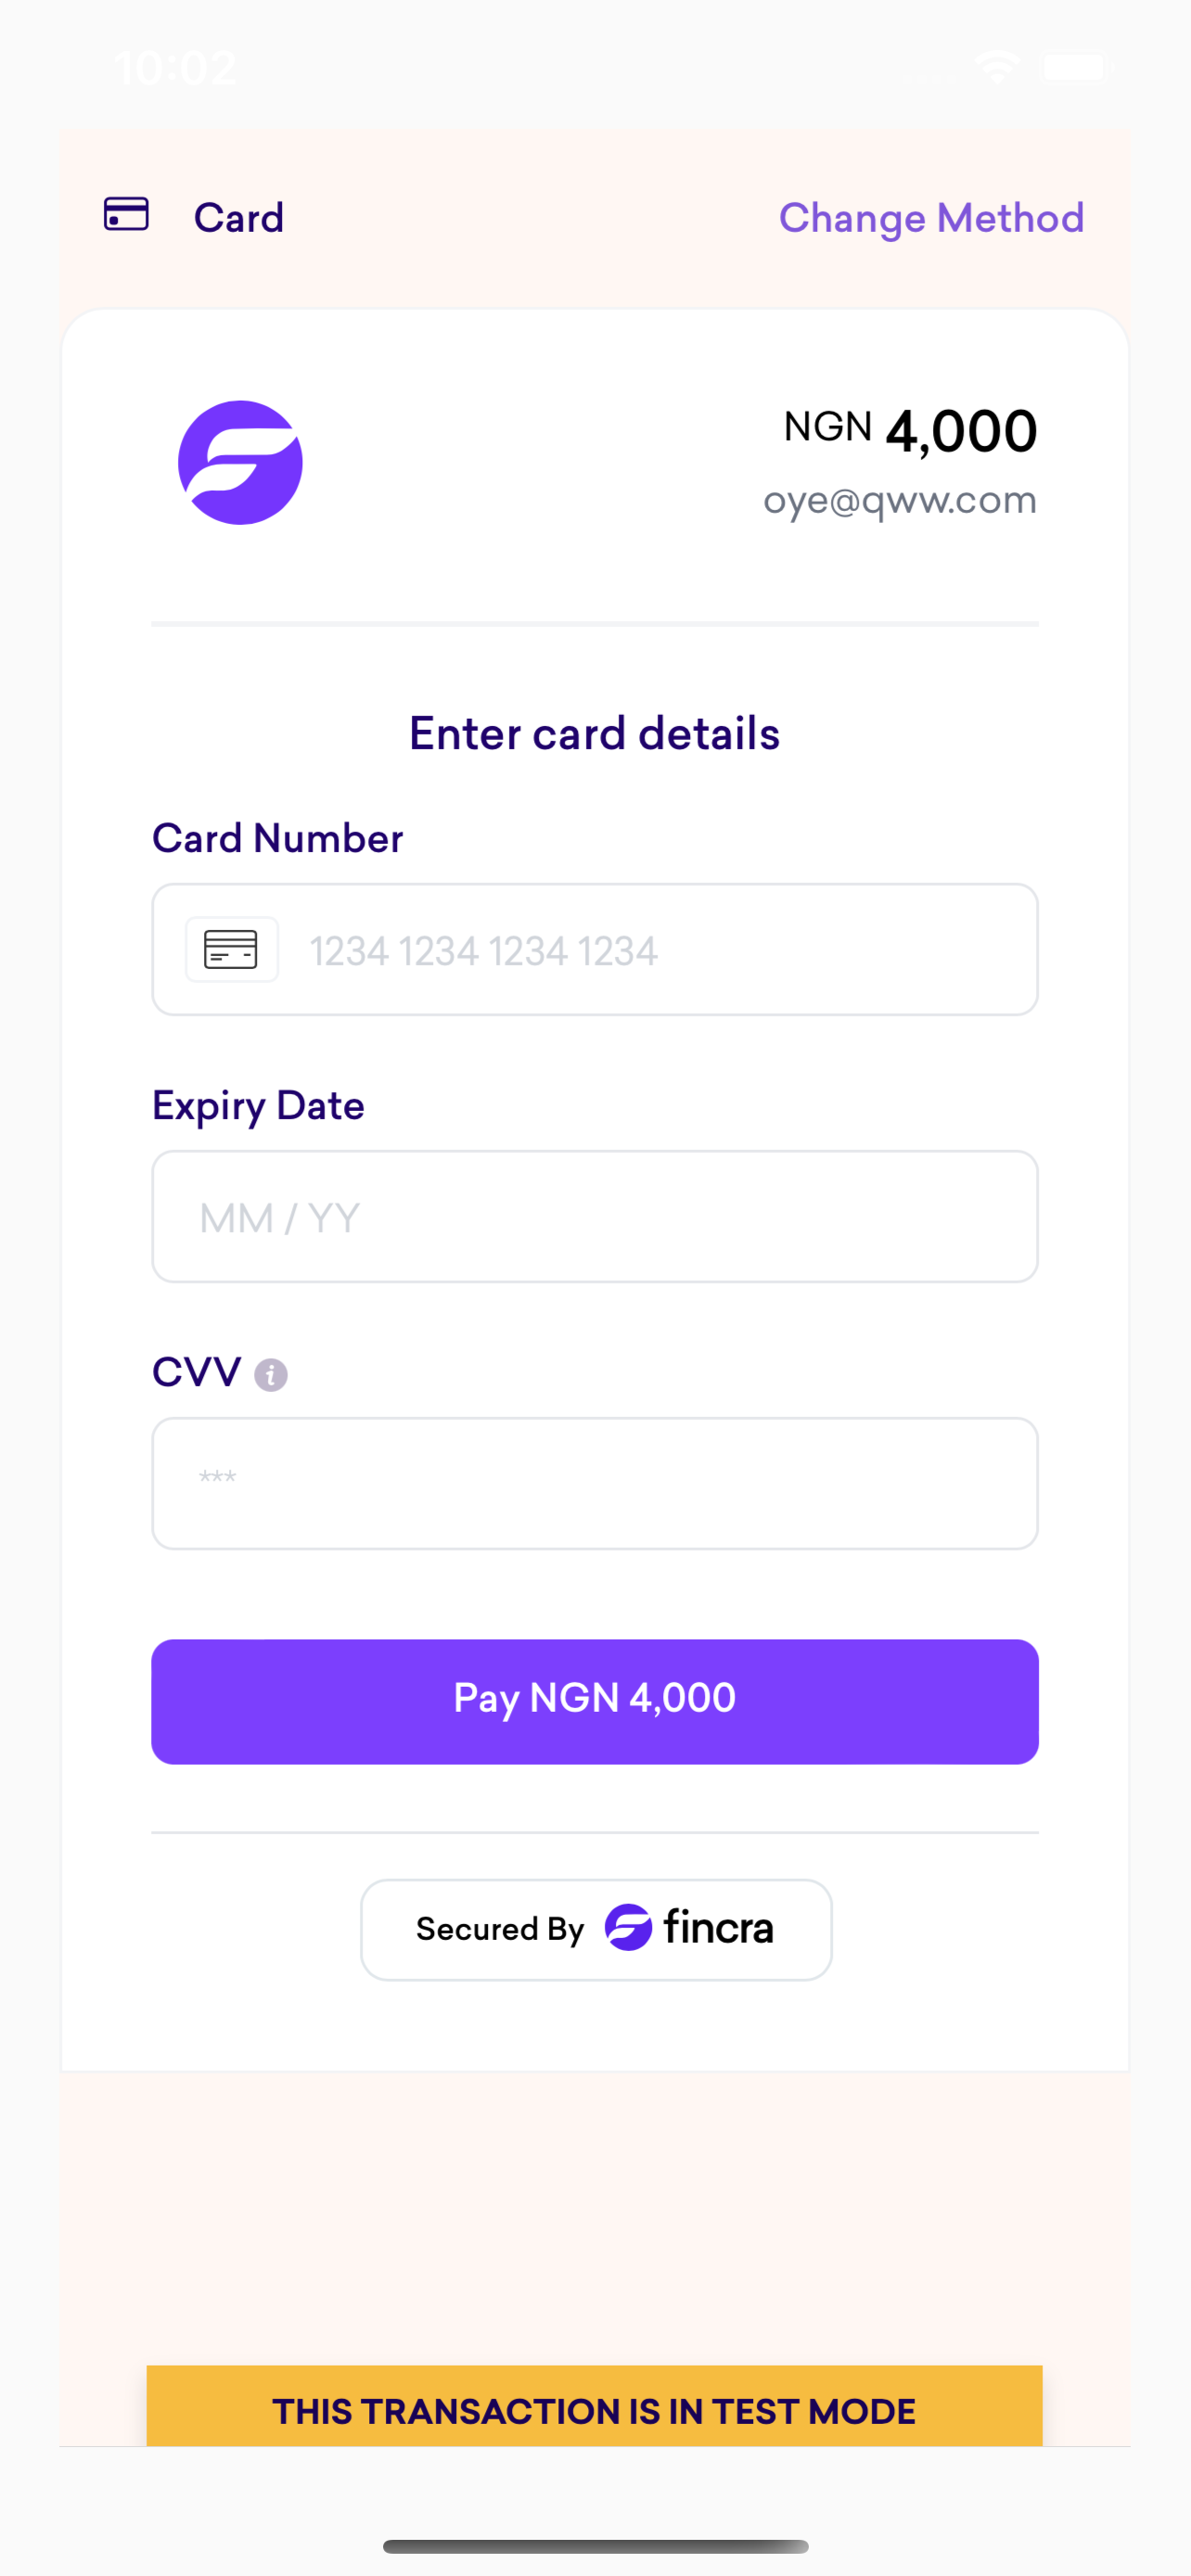 10:02
Card
Change Method
NGN 4,000
oye@qww.com
Enter card details
Card Number
1234 1234 1234 1234
Expiry Date
MM / YY
CVV i
***
Pay NGN 4,000
Secured By fincra
THIS TRANSACTION IS IN TEST MODE